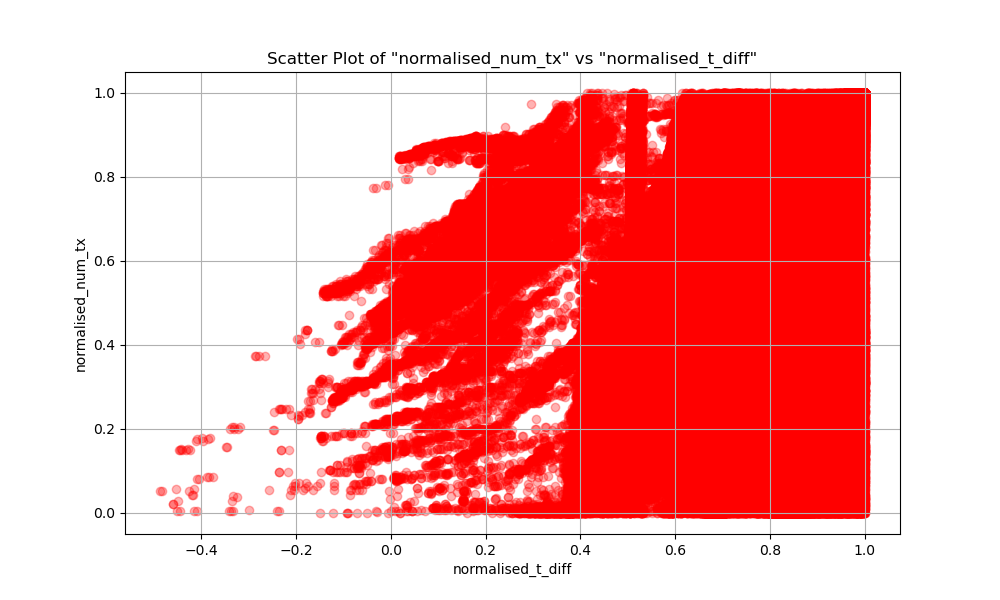 Scatter Plot of "normalised_num_tx" vs "normalised_t_diff"
1.0
0.8
0.6
0.4
0.2
0.0
normalised_num_tx
−0.4 −0.2 0.0 0.2 0.4 0.6 0.8 1.0
normalised_t_diff